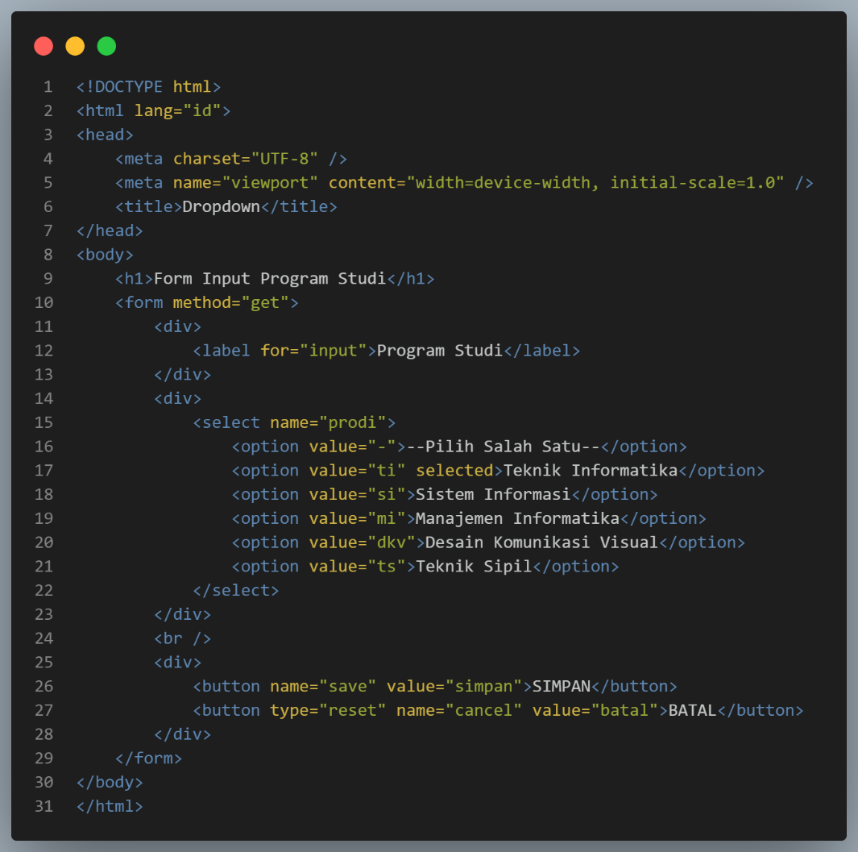 1 <!DOCTYPE html>
2 <html lang="id">
3 <head>
4     <meta charset="UTF-8" />
5     <meta name="viewport" content="width=device-width, initial-scale=1.0" />
6     <title>Dropdown</title>
7 </head>
8 <body>
9     <h1>Form Input Program Studi</h1>
10     <form method="get">
11         <div>
12             <label for="input">Program Studi</label>
13         </div>
14         <div>
15             <select name="prodi">
16                 <option value="-">--Pilih Salah Satu--</option>
17                 <option value="ti" selected>Teknik Informatika</option>
18                 <option value="si">Sistem Informasi</option>
19                 <option value="mi">Manajemen Informatika</option>
20                 <option value="dkv">Desain Komunikasi Visual</option>
21                 <option value="ts">Teknik Sipil</option>
22             </select>
23         </div>
24         <br />
25         <div>
26             <button name="save" value="simpan">SIMPAN</button>
27             <button type="reset" name="cancel" value="batal">BATAL</button>
28         </div>
29     </form>
30 </body>
31 </html>